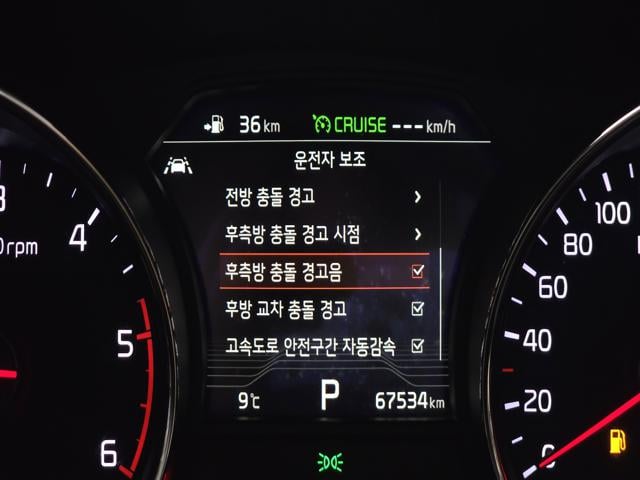 36 km CRUISE --- km/h
운전자 보조
전방 충돌 경고
후측방 충돌 경고 시점
후측방 충돌 경고음
후방 교차 충돌 경고
고속도로 안전구간 자동감속
9℃ P 67534 km
3
4
5
6
0rpm
100
80
60
40
20
0